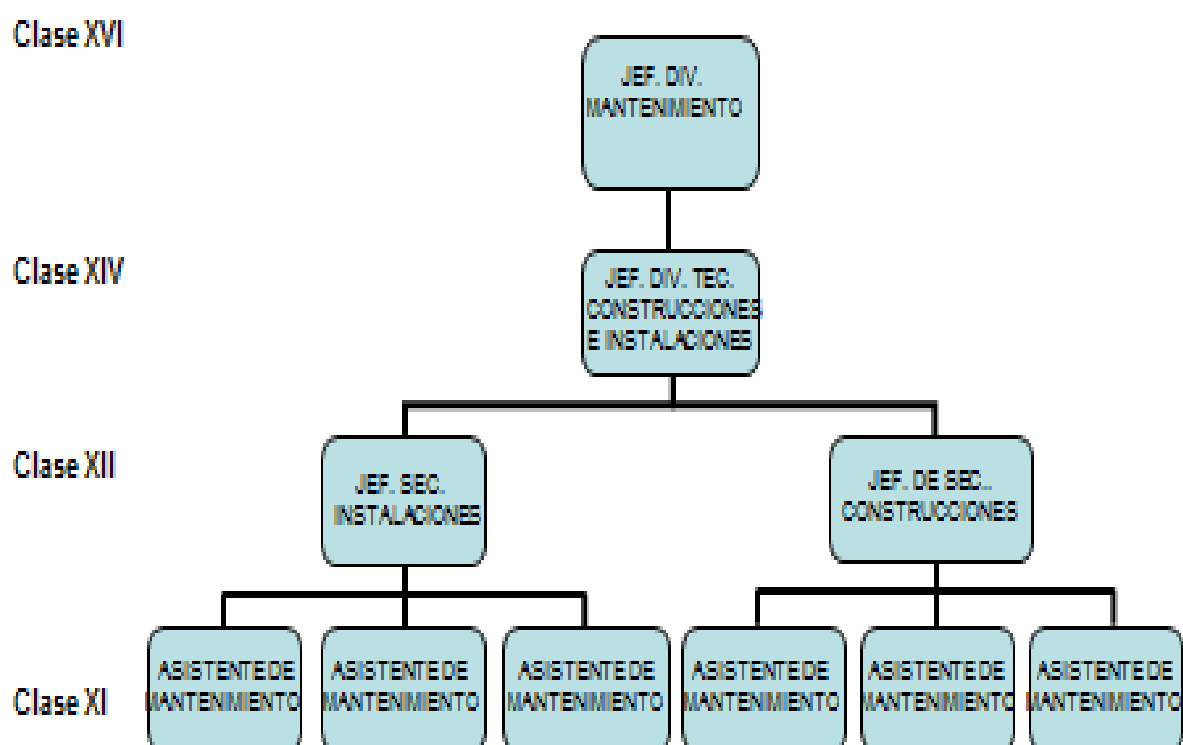 Clase XVI
JEF. DIV.
MANTENIMIENTO
Clase XIV
JEF. DIV. TEC.
CONSTRUCCIONES
E INSTALACIONES
Clase XII
JEF. SEC.
INSTALACIONES
JEF. DE SEC..
CONSTRUCCIONES
Clase XI
ASISTENTE DE
MANTENIMIENTO
ASISTENTE DE
MANTENIMIENTO
ASISTENTE DE
MANTENIMIENTO
ASISTENTE DE
MANTENIMIENTO
ASISTENTE DE
MANTENIMIENTO
ASISTENTE DE
MANTENIMIENTO